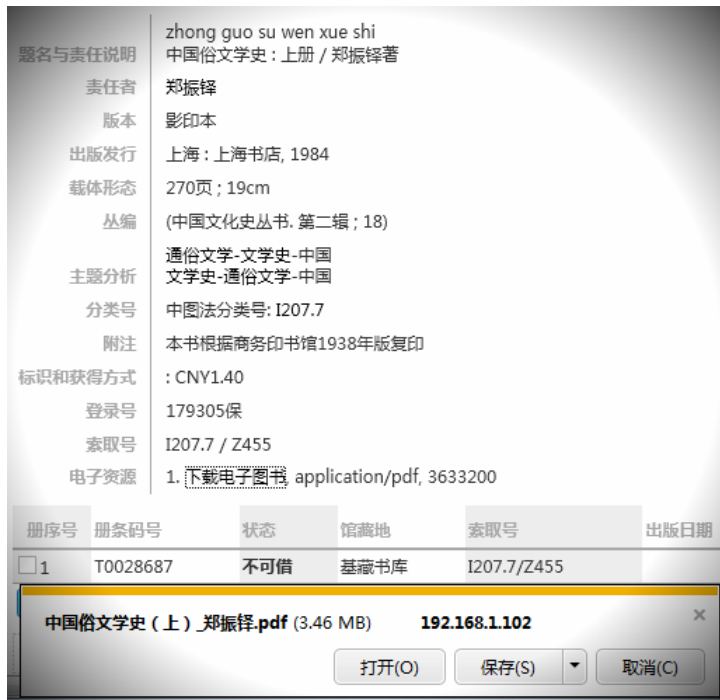 zhong guo su wen xue shi
题名与责任说明 中国俗文学史 : 上册 / 郑振铎著
责任者 郑振铎
版本 影印本
出版发行 上海 : 上海书店, 1984
载体形态 270页 ; 19cm
丛编 (中国文化史丛书. 第二辑 ; 18)
通俗文学-文学史-中国
主题分析 文学史-通俗文学-中国
分类号 中图法分类号: I207.7
附注 本书根据商务印书馆1938年版复印
标识和获得方式 : CNY1.40
登录号 179305保
索取号 I207.7 / Z455
电子资源 1. 下载电子图书, application/pdf, 3633200
册序号 册条码号 状态 馆藏地 索取号 出版日期
1 T0028687 不可借 基藏书库 I207.7/Z455
中国俗文学史（上）_郑振铎.pdf (3.46 MB) 192.168.1.102
打开(O) 保存(S) 取消(C)